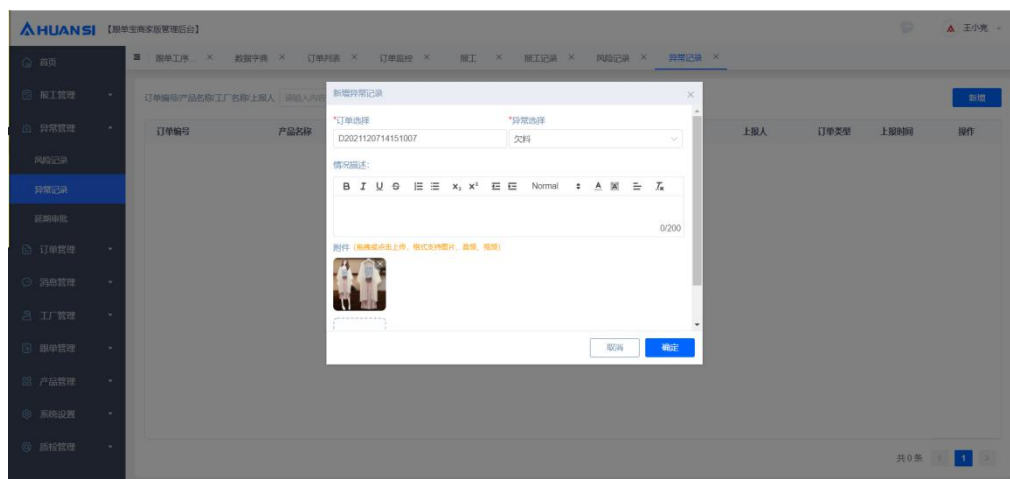 HUANSI 【跟单宝商家版管理后台】 王小亮
首页 跟单工序... × 数据字典 × 订单列表 × 订单监控 × 报工 × 报工记录 × 风险记录 × 异常记录 ×
报工管理
异常管理
风险记录
异常记录
延期审批
订单管理
消息管理
工厂管理
跟单管理
产品管理
系统设置
质检管理
订单编号/产品名称/工厂名称/上报人 请输入内容 新增
订单编号 产品名称 上报人 订单类型 上报时间 操作
新增异常记录 ×
*订单选择 *异常选择
D2021120714151007 欠料
情况描述:
B I U S X₂ X² Normal A Tx
0/200
附件 (拖拽或点击上传，格式支持图片、音频、视频)
取消 确定
共 0 条 < 1 >